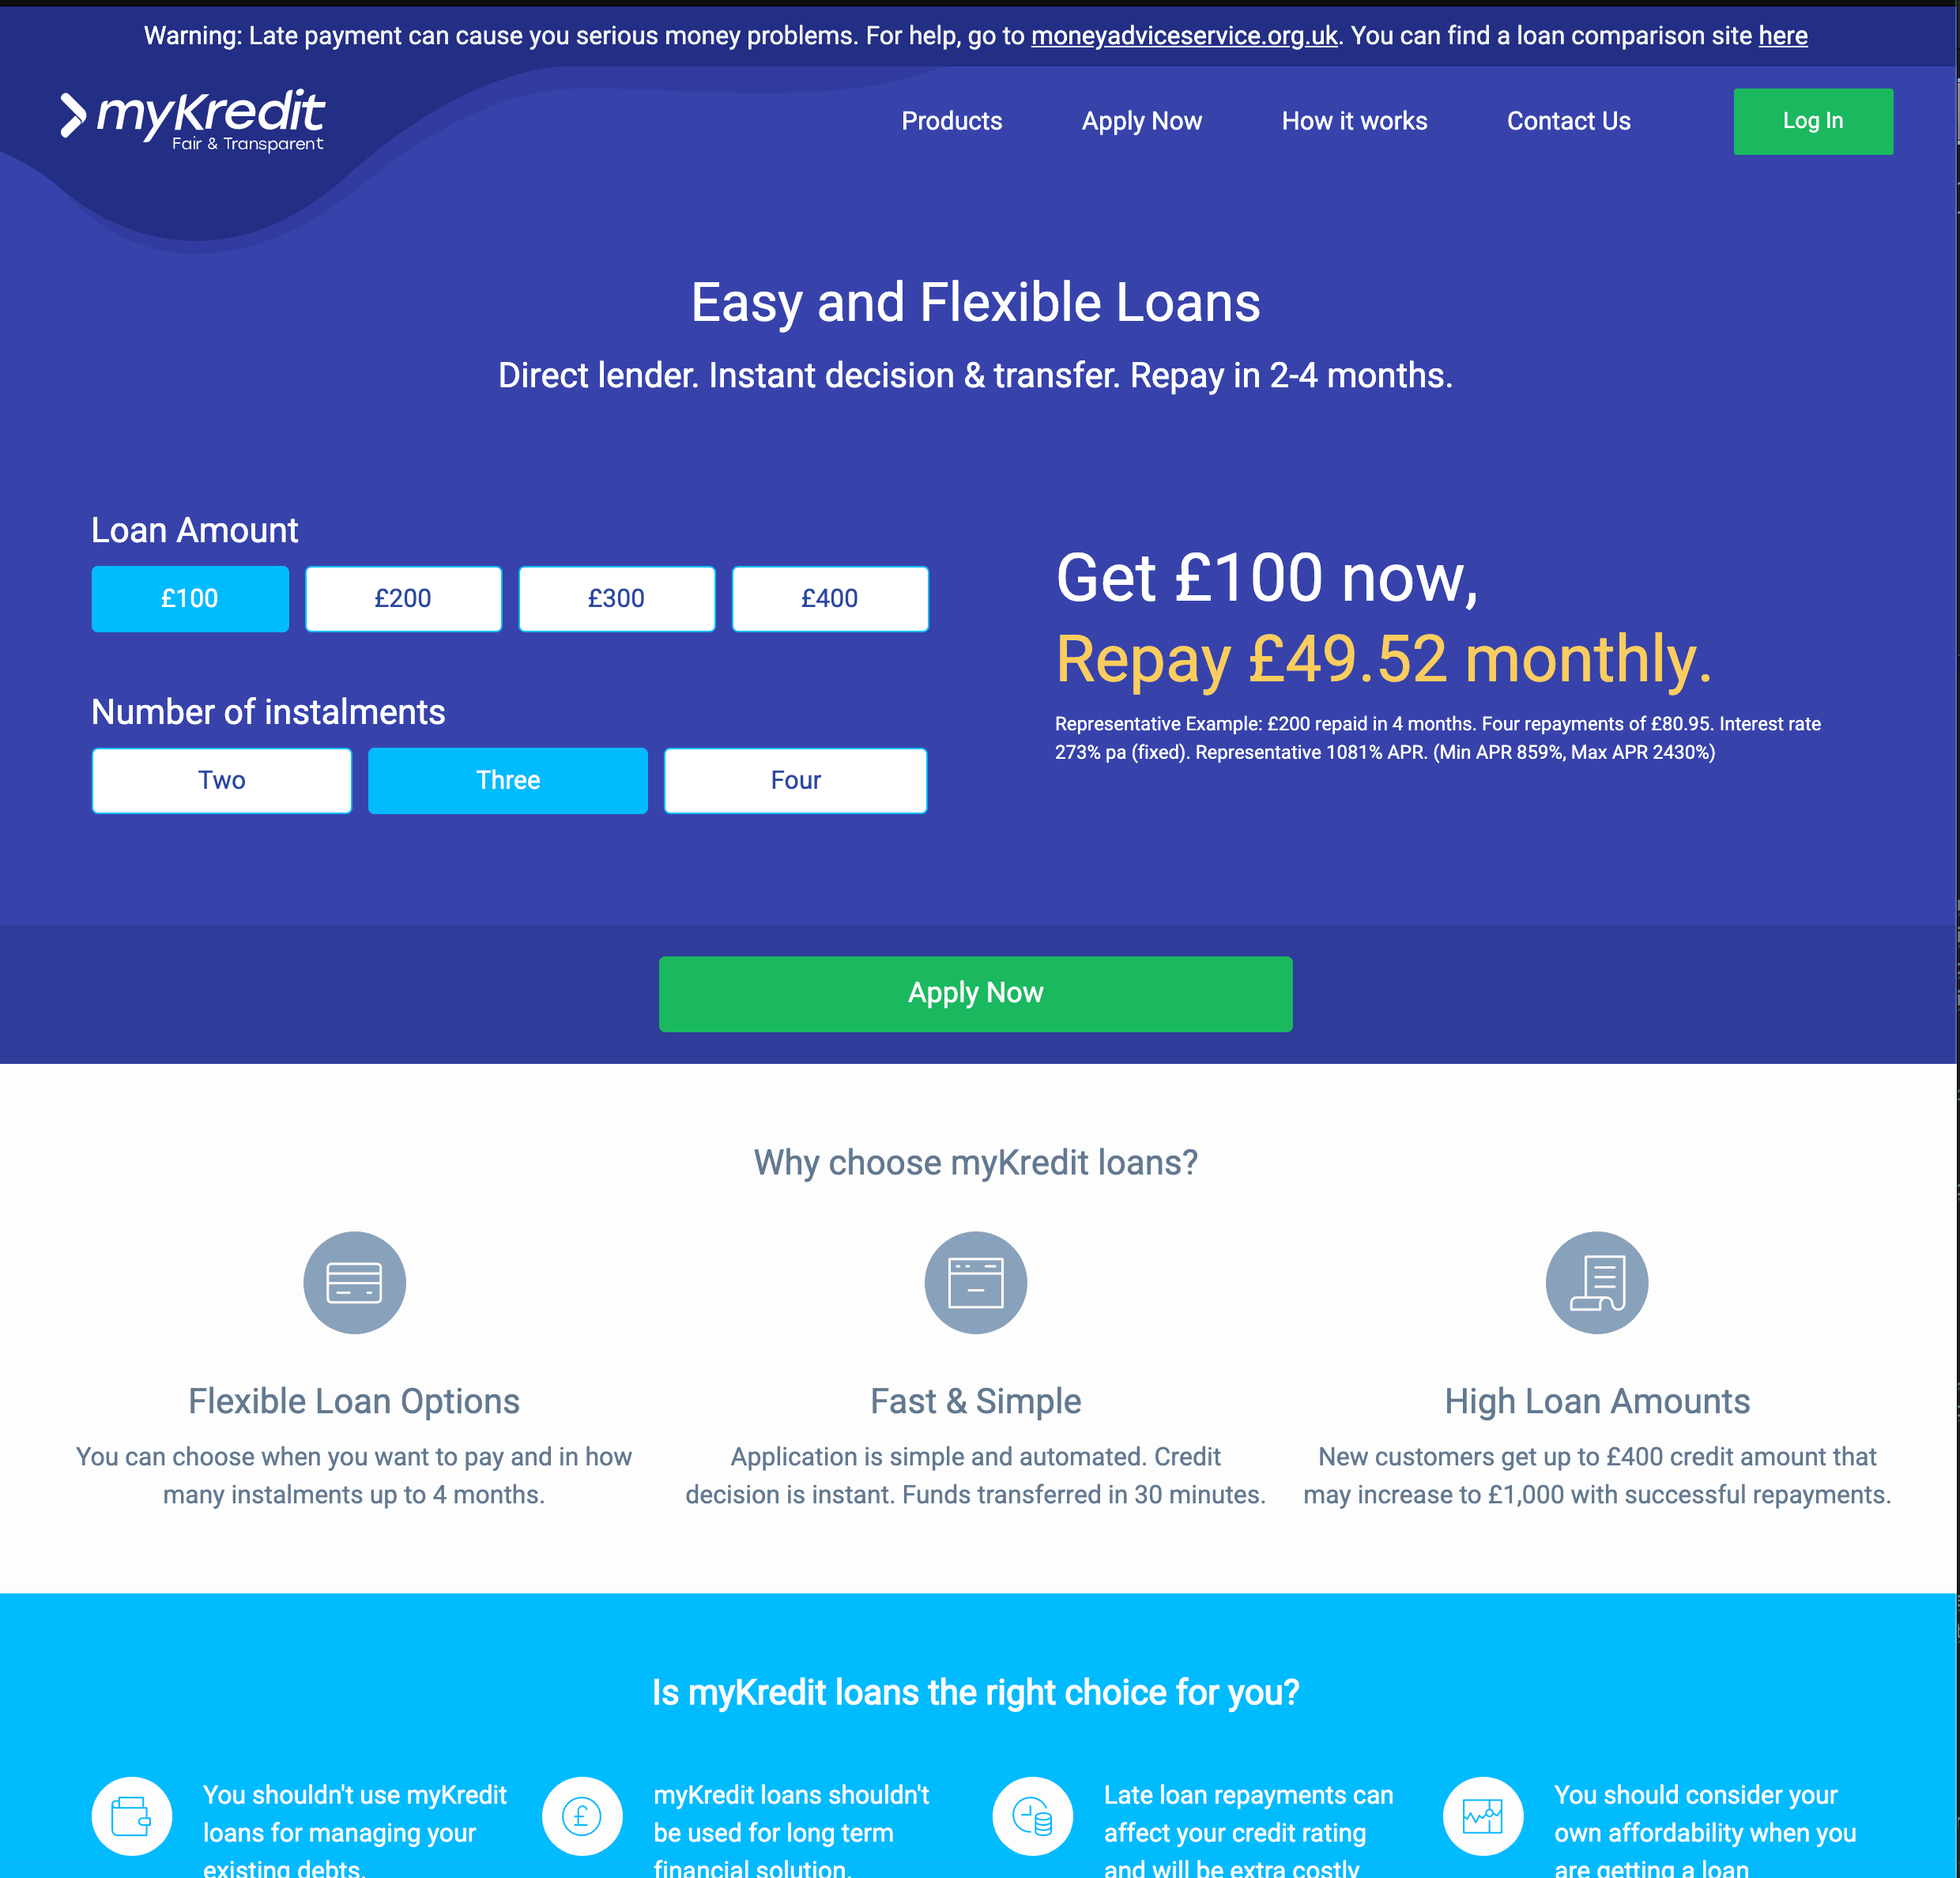 Warning: Late payment can cause you serious money problems. For help, go to moneyadviceservice.org.uk. You can find a loan comparison site here
myKredit
Fair & Transparent
Products
Apply Now
How it works
Contact Us
Log In
Easy and Flexible Loans
Direct lender. Instant decision & transfer. Repay in 2-4 months.
Loan Amount
£100
£200
£300
£400
Number of instalments
Two
Three
Four
Get £100 now,
Repay £49.52 monthly.
Representative Example: £200 repaid in 4 months. Four repayments of £80.95. Interest rate
273% pa (fixed). Representative 1081% APR. (Min APR 859%, Max APR 2430%)
Apply Now
Why choose myKredit loans?
Flexible Loan Options
You can choose when you want to pay and in how
many instalments up to 4 months.
Fast & Simple
Application is simple and automated. Credit
decision is instant. Funds transferred in 30 minutes.
High Loan Amounts
New customers get up to £400 credit amount that
may increase to £1,000 with successful repayments.
Is myKredit loans the right choice for you?
You shouldn't use myKredit
loans for managing your
existing debts.
myKredit loans shouldn't
be used for long term
financial solution.
Late loan repayments can
affect your credit rating
and will be extra costly
You should consider your
own affordability when you
are getting a loan